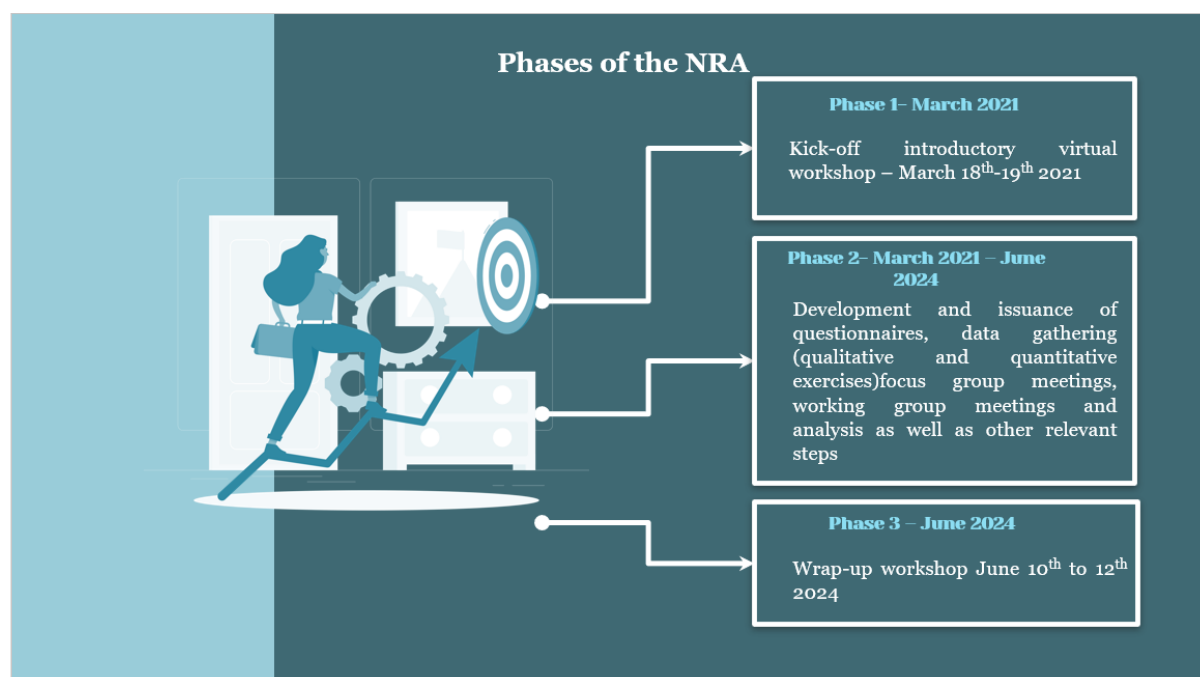 Phases of the NRA
Phase 1– March 2021
Kick-off introductory virtual
workshop – March 18th-19th 2021
Phase 2– March 2021 – June
2024
Development and issuance of
questionnaires, data gathering
(qualitative and quantitative
exercises)focus group meetings,
working group meetings and
analysis as well as other relevant
steps
Phase 3 – June 2024
Wrap-up workshop June 10th to 12th
2024